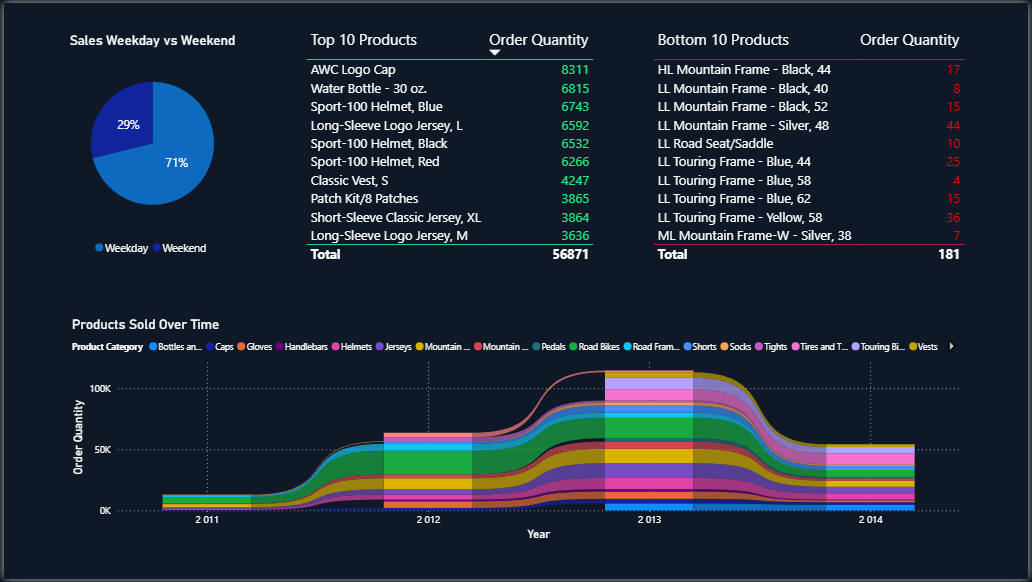 Sales Weekday vs Weekend
29%
71%
Weekday Weekend
Top 10 Products Order Quantity
AWC Logo Cap 8311
Water Bottle - 30 oz. 6815
Sport-100 Helmet, Blue 6743
Long-Sleeve Logo Jersey, L 6592
Sport-100 Helmet, Black 6532
Sport-100 Helmet, Red 6266
Classic Vest, S 4247
Patch Kit/8 Patches 3865
Short-Sleeve Classic Jersey, XL 3864
Long-Sleeve Logo Jersey, M 3636
Total 56871
Bottom 10 Products Order Quantity
HL Mountain Frame - Black, 44 17
LL Mountain Frame - Black, 40 8
LL Mountain Frame - Black, 52 15
LL Mountain Frame - Silver, 48 44
LL Road Seat/Saddle 10
LL Touring Frame - Blue, 44 25
LL Touring Frame - Blue, 58 4
LL Touring Frame - Blue, 62 15
LL Touring Frame - Yellow, 58 36
ML Mountain Frame-W - Silver, 38 7
Total 181
Products Sold Over Time
Product Category Bottles an... Caps Gloves Handlebars Helmets Jerseys Mountain ... Mountain ... Pedals Road Bikes Road Fram... Shorts Socks Tights Tires and T... Touring Bi... Vests
Order Quantity
100K
50K
0K
2011 2012 2013 2014
Year